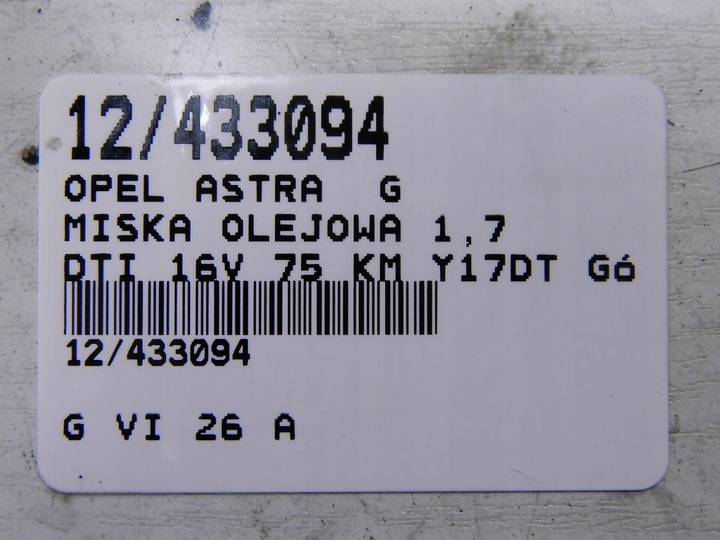 12/433094
OPEL ASTRA G
MISKA OLEJOWA 1,7
DTI 16V 75 KM Y17DT Gó
12/433094
G VI 26 A